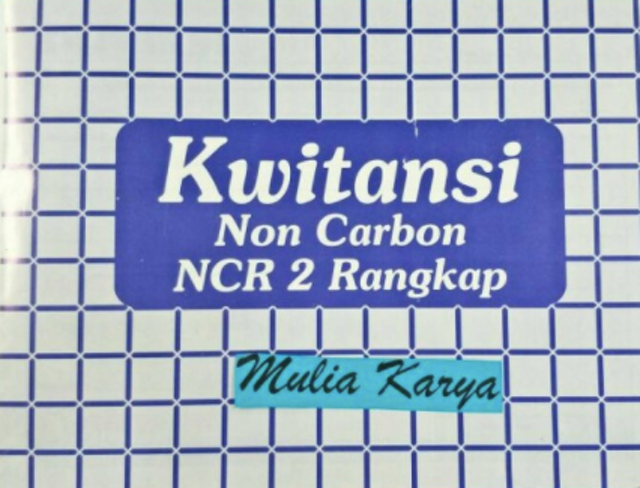 Kwitansi
Non Carbon
NCR 2 Rangkap
Mulia Karya